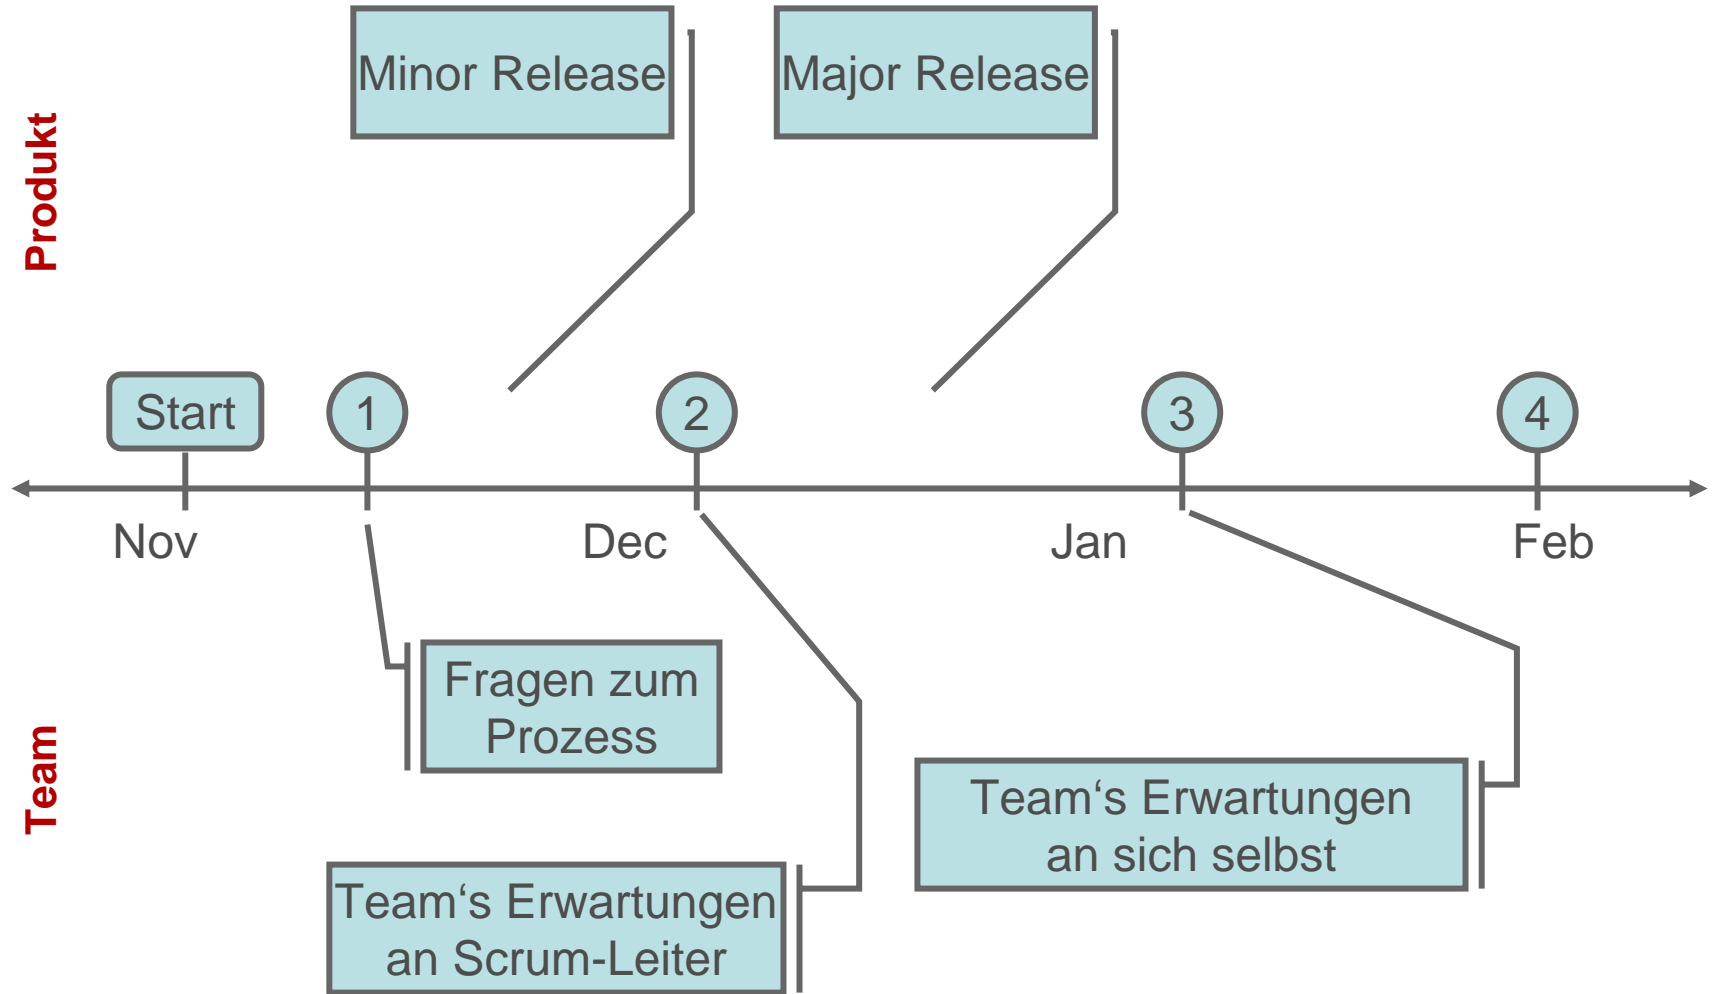 Produkt
Minor Release
Major Release
Start
1
2
3
4
Nov
Dec
Jan
Feb
Team
Fragen zum
Prozess
Team‘s Erwartungen
an sich selbst
Team‘s Erwartungen
an Scrum-Leiter